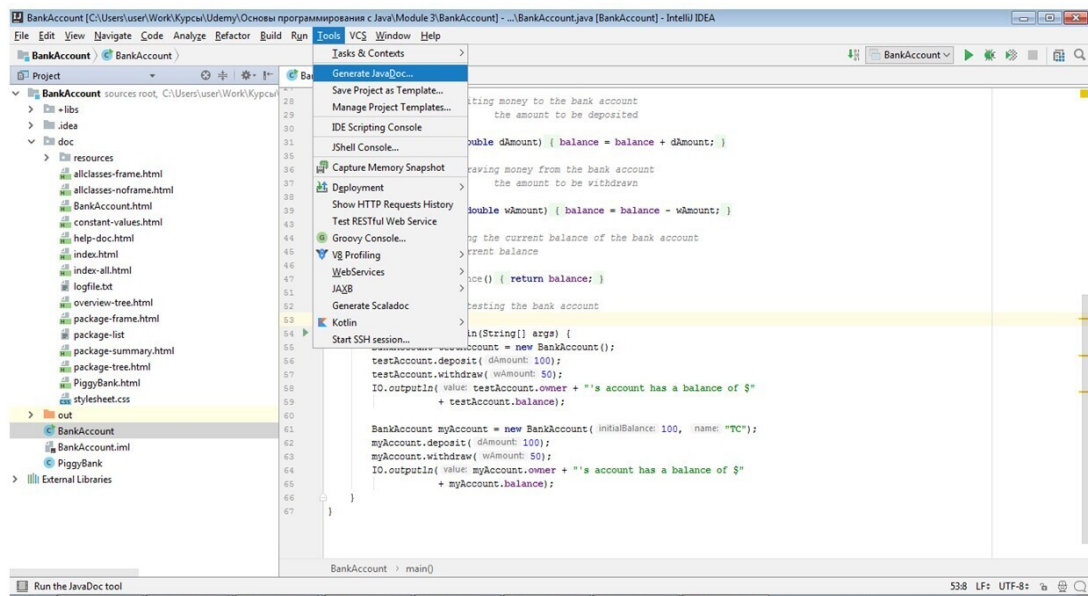 BankAccount [C:\Users\user\Work\Курсы\Udemy\Основы программирования с Java\Module 3\BankAccount] - ...\BankAccount.java [BankAccount] - IntelliJ IDEA
File Edit View Navigate Code Analyze Refactor Build Run Tools VCS Window Help
BankAccount BankAccount
BankAccount
Project
BankAccount sources root, C:\Users\user\Work\Курсы\
+libs
.idea
doc
resources
allclasses-frame.html
allclasses-noframe.html
BankAccount.html
constant-values.html
help-doc.html
index.html
index-all.html
logfile.txt
overview-tree.html
package-frame.html
package-list
package-summary.html
package-tree.html
PiggyBank.html
stylesheet.css
out
BankAccount
BankAccount.iml
PiggyBank
External Libraries
Tasks & Contexts
Generate JavaDoc...
Save Project as Template...
Manage Project Templates...
IDE Scripting Console
JShell Console...
Capture Memory Snapshot
Deployment
Show HTTP Requests History
Test RESTful Web Service
Groovy Console...
V8 Profiling
WebServices
JAXB
Generate Scaladoc
Kotlin
Start SSH session...
Ba
28 iting money to the bank account
29 the amount to be deposited
30
31 ouble dAmount) { balance = balance + dAmount; }
35
36 rawing money from the bank account
37 the amount to be withdrawn
38
39 double wAmount) { balance = balance - wAmount; }
43
44 ng the current balance of the bank account
45 rrent balance
46
47 nce() { return balance; }
51
52 testing the bank account
53
54 in(String[] args) {
55 BankAccount testAccount = new BankAccount();
56 testAccount.deposit( dAmount: 100);
57 testAccount.withdraw( wAmount: 50);
58 IO.outputln( value: testAccount.owner + "'s account has a balance of $"
59 + testAccount.balance);
60
61 BankAccount myAccount = new BankAccount( initialBalance: 100, name: "TC");
62 myAccount.deposit( dAmount: 100);
63 myAccount.withdraw( wAmount: 50);
64 IO.outputln( value: myAccount.owner + "'s account has a balance of $"
65 + myAccount.balance);
66 }
67 }
BankAccount › main()
Run the JavaDoc tool
53:8 LF÷ UTF-8÷